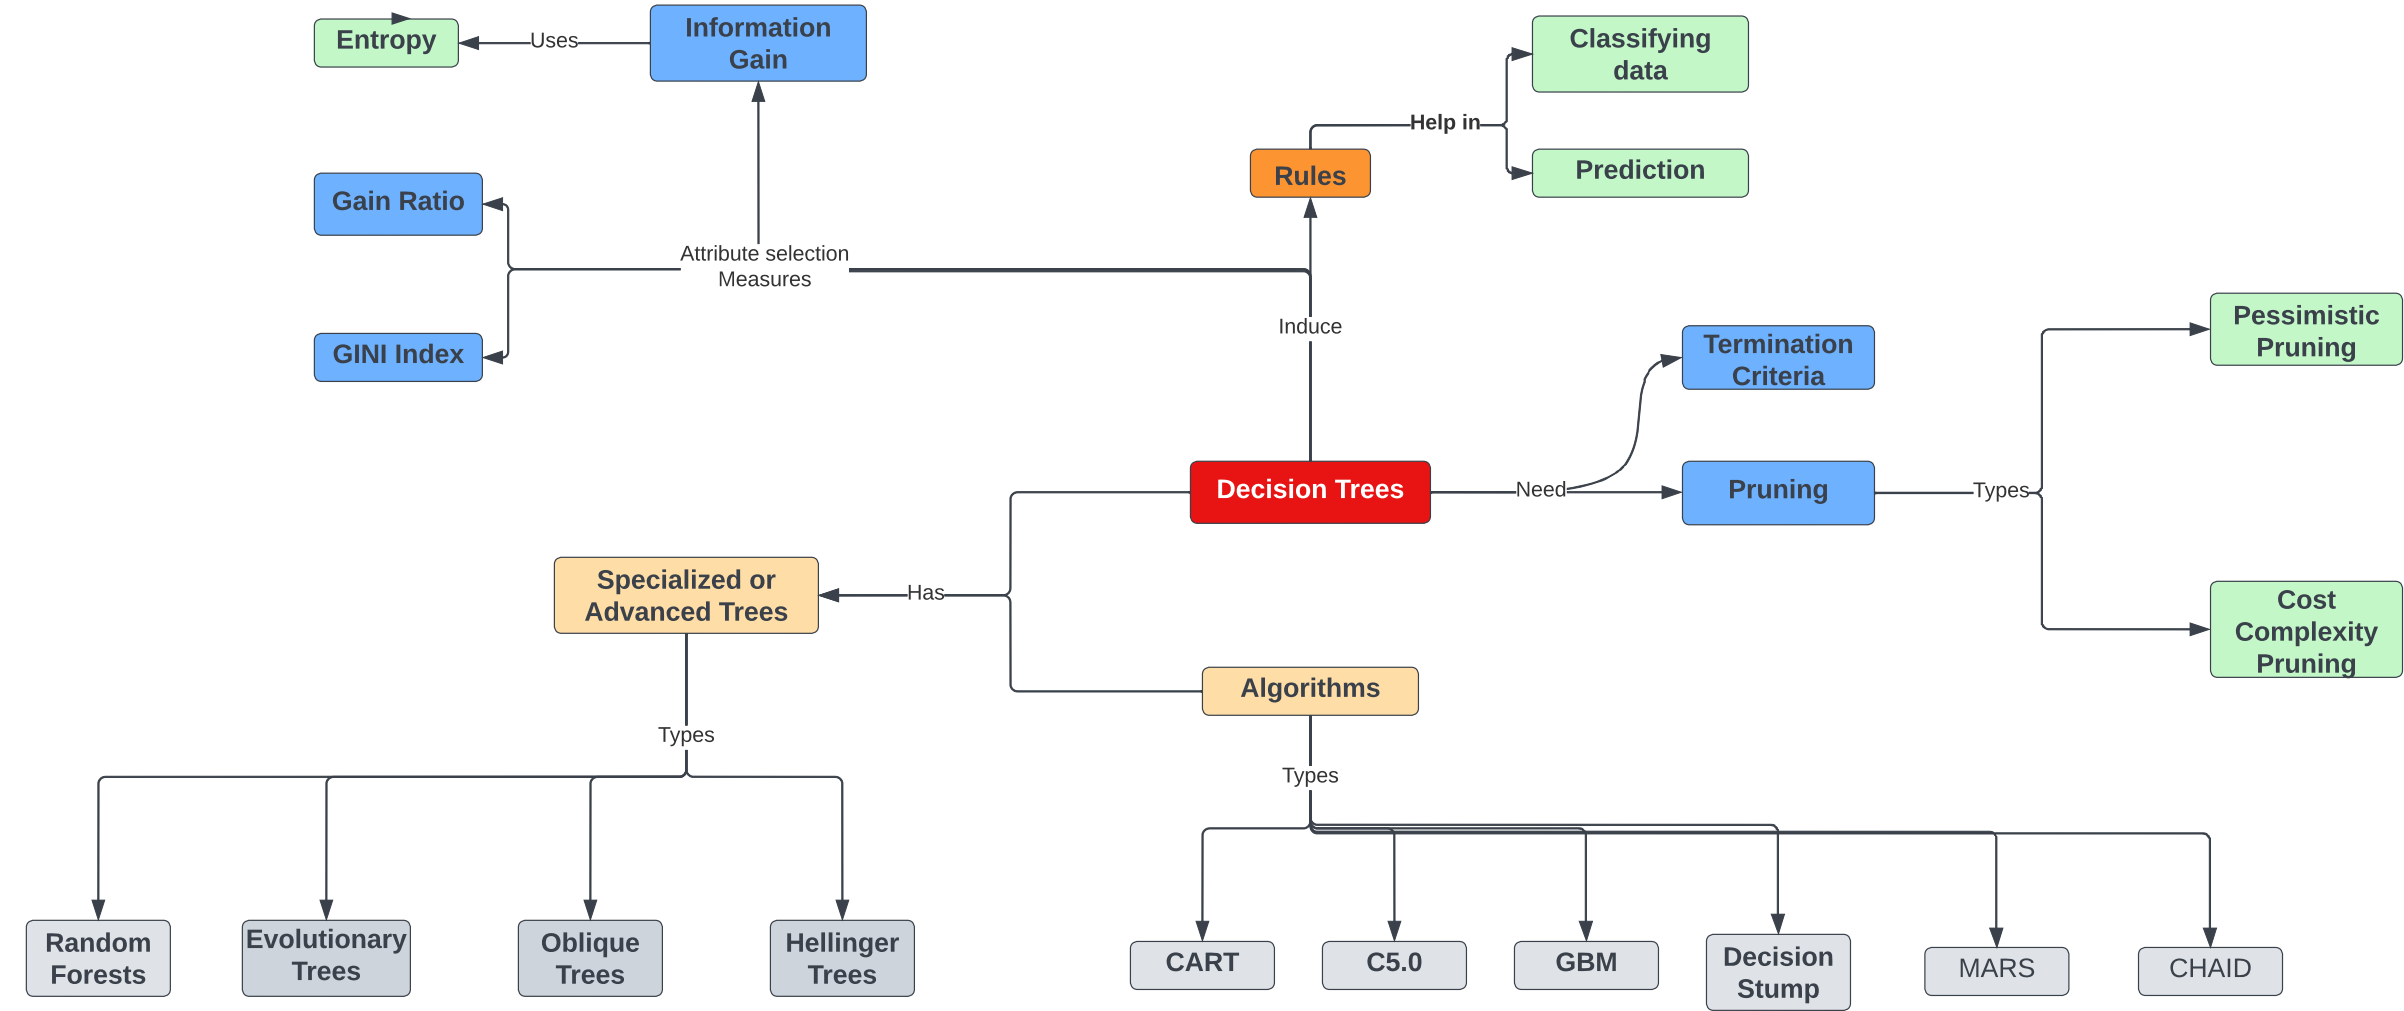 Information
Gain
Entropy
Uses
Classifying
data
Help in
Prediction
Rules
Gain Ratio
Attribute selection
Measures
GINI Index
Induce
Termination
Criteria
Pessimistic
Pruning
Decision Trees
Need
Pruning
Types
Specialized or
Advanced Trees
Has
Cost
Complexity
Pruning
Algorithms
Types
Types
Random
Forests
Evolutionary
Trees
Oblique
Trees
Hellinger
Trees
CART
C5.0
GBM
Decision
Stump
MARS
CHAID